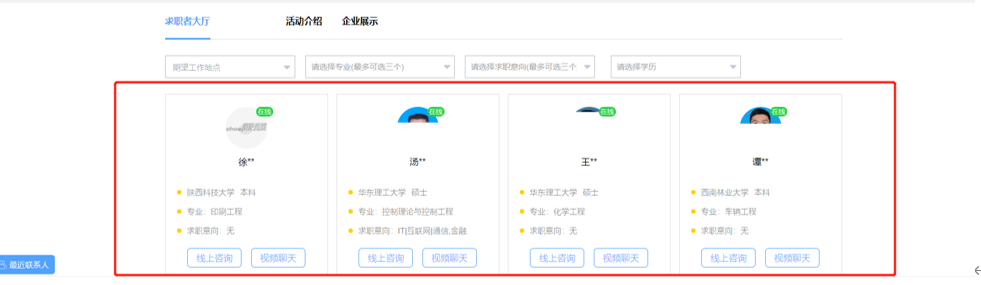 求职者大厅 活动介绍 企业展示
期望工作地点 请选择专业(最多可选三个) 请选择求职意向(最多可选三个 请选择学历
在线 在线 在线 在线
徐** 汤** 王** 谭**
陕西科技大学 本科 华东理工大学 硕士 华东理工大学 硕士 西南林业大学 本科
专业：印刷工程 专业：控制理论与控制工程 专业：化学工程 专业：车辆工程
求职意向：无 求职意向：IT|互联网|通信,金融 求职意向：无 求职意向：无
线上咨询 视频聊天 线上咨询 视频聊天 线上咨询 视频聊天 线上咨询 视频聊天
最近联系人